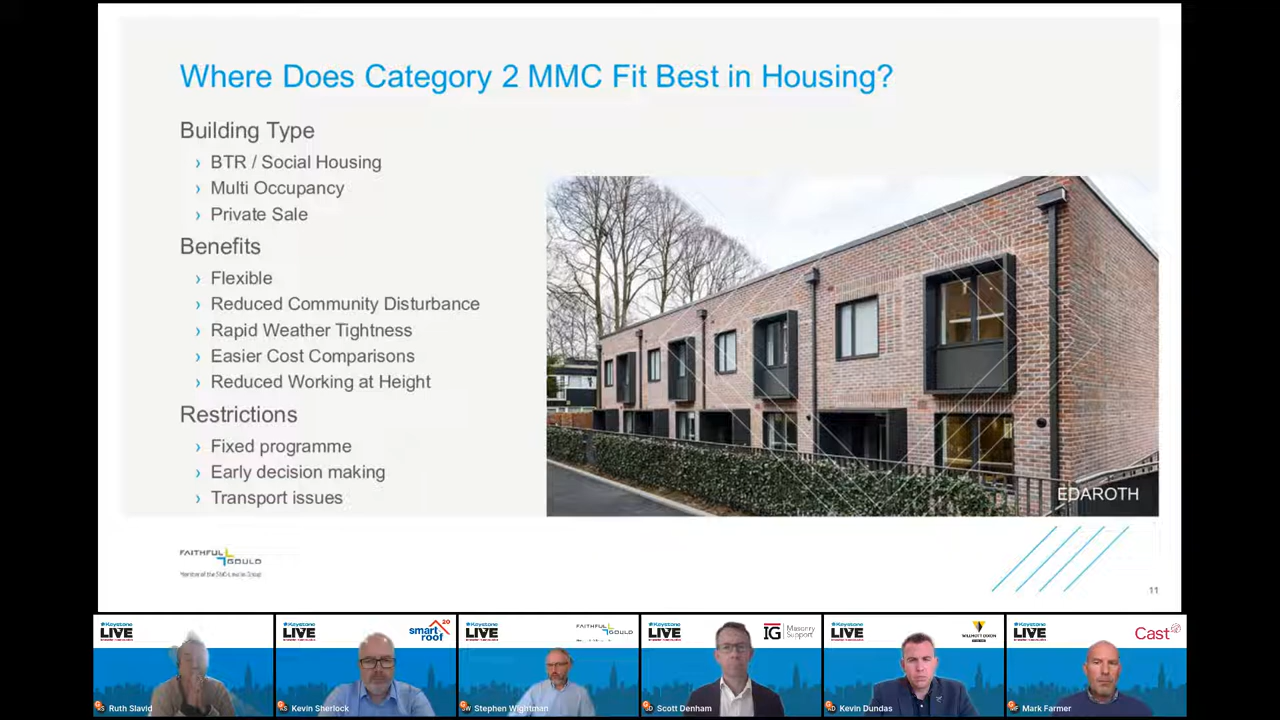 Where Does Category 2 MMC Fit Best in Housing?
Building Type
› BTR / Social Housing
› Multi Occupancy
› Private Sale
Benefits
› Flexible
› Reduced Community Disturbance
› Rapid Weather Tightness
› Easier Cost Comparisons
› Reduced Working at Height
Restrictions
› Fixed programme
› Early decision making
› Transport issues
EDAROTH
FAITHFUL GOULD
Member of the SNC-Lavalin Group
11
Keystone LIVE
Ruth Slavid
Keystone LIVE
smart roof
Kevin Sherlock
Keystone LIVE
FAITHFUL GOULD
Stephen Wightman
Keystone LIVE
IG Masonry Support
Scott Denham
Keystone LIVE
WILLMOTT DIXON
Kevin Dundas
Keystone LIVE
Cast
Mark Farmer